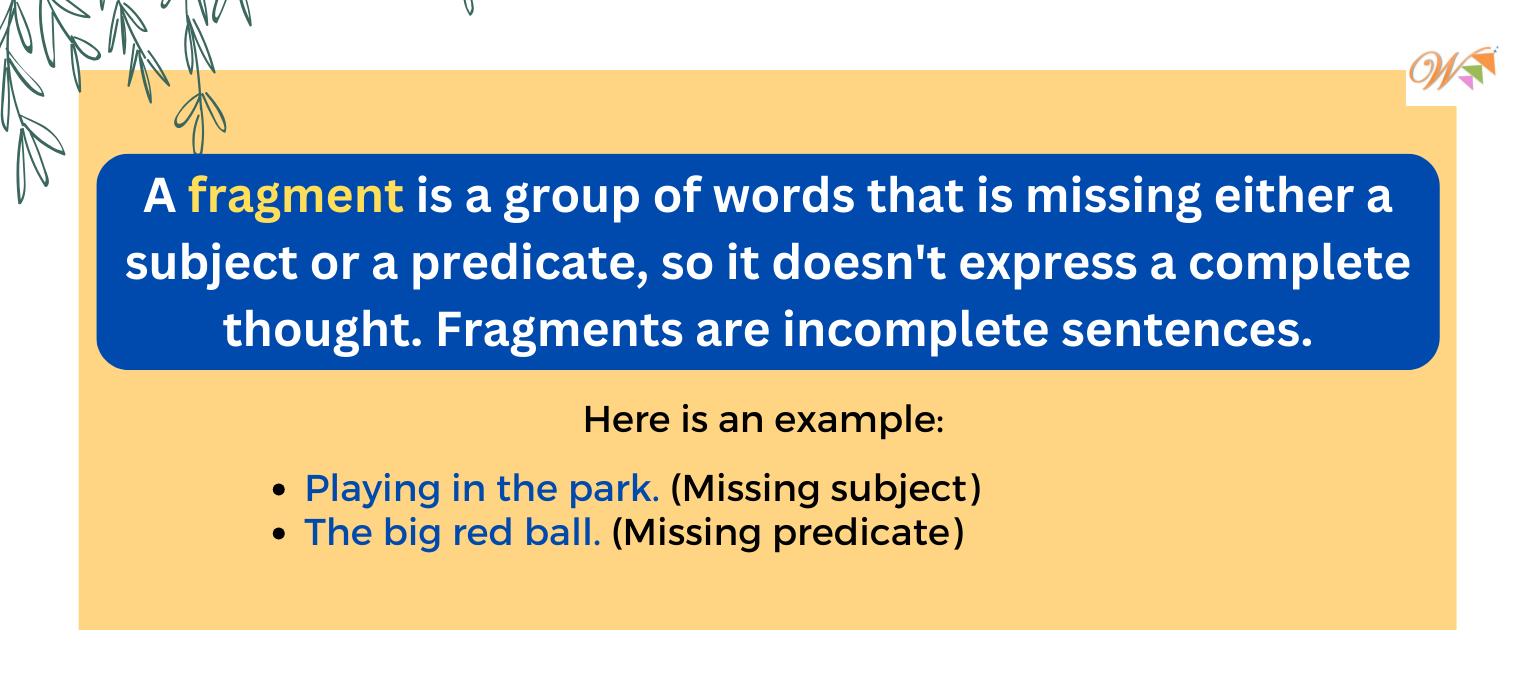 W
A fragment is a group of words that is missing either a
subject or a predicate, so it doesn't express a complete
thought. Fragments are incomplete sentences.
Here is an example:
• Playing in the park. (Missing subject)
• The big red ball. (Missing predicate)